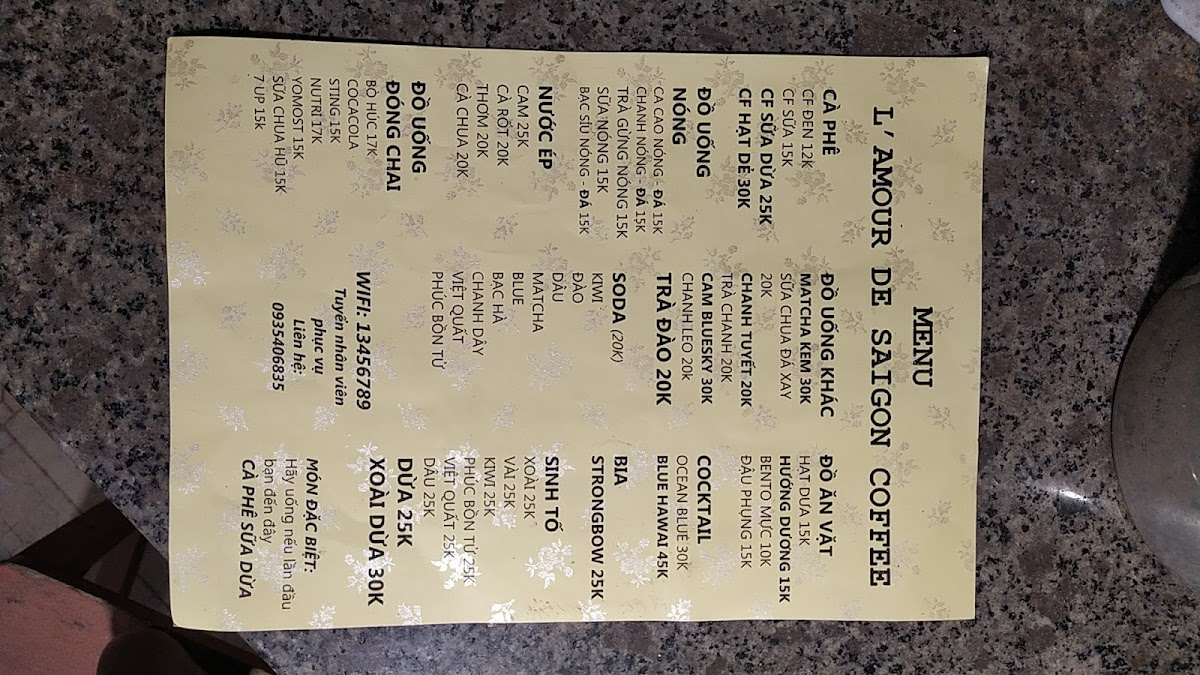 MENU
L'AMOUR DE SAIGON COFFEE
CÀ PHÊ
CF ĐEN 12K
CF SỮA 15K
CF SỮA DỪA 25K
CF HẠT DẺ 30K
ĐỒ UỐNG
NÓNG
CA CAO NÓNG - ĐÁ 15K
CHANH NÓNG - ĐÁ 15K
TRÀ GỪNG NÓNG 15K
SỮA NÓNG 15K
BẠC SỈU NÓNG - ĐÁ 15K
NƯỚC ÉP
CAM 25K
CÀ RỐT 20K
THƠM 20K
CÀ CHUA 20K
ĐỒ UỐNG
ĐÓNG CHAI
BÒ HÚC 17K
COCACOLA
STING 15K
NUTRI 17K
YOMOST 15K
SỮA CHUA HŨ 15K
7 UP 15k
ĐỒ UỐNG KHÁC
MATCHA KEM 30K
SỮA CHUA ĐÁ XAY
20K
CHANH TUYẾT 20K
TRÀ CHANH 20K
CAM BLUESKY 30K
CHANH LEO 20k
TRÀ ĐÀO 20K
SODA (20K)
KIWI
ĐÀO
DÂU
MATCHA
BLUE
BẠC HÀ
CHANH DÂY
VIỆT QUẤT
PHÚC BỒN TỬ
WIFI: 13456789
Tuyển nhân viên
phục vụ
Liên hệ:
0935406835
ĐỒ ĂN VẶT
HẠT DƯA 15K
HƯỚNG DƯƠNG 15K
BENTO MỰC 10K
ĐẬU PHỤNG 15K
COCKTAIL
OCEAN BLUE 30K
BLUE HAWAI 45K
BIA
STRONGBOW 25K
SINH TỐ
XOÀI 25K
VẢI 25K
KIWI 25K
PHÚC BỒN TỬ 25K
VIỆT QUẤT 25K
DÂU 25K
DỪA 25K
XOÀI DỪA 30K
MÓN ĐẶC BIỆT:
Hãy uống nếu lần đầu
bạn đến đây
CÀ PHÊ SỮA DỪA